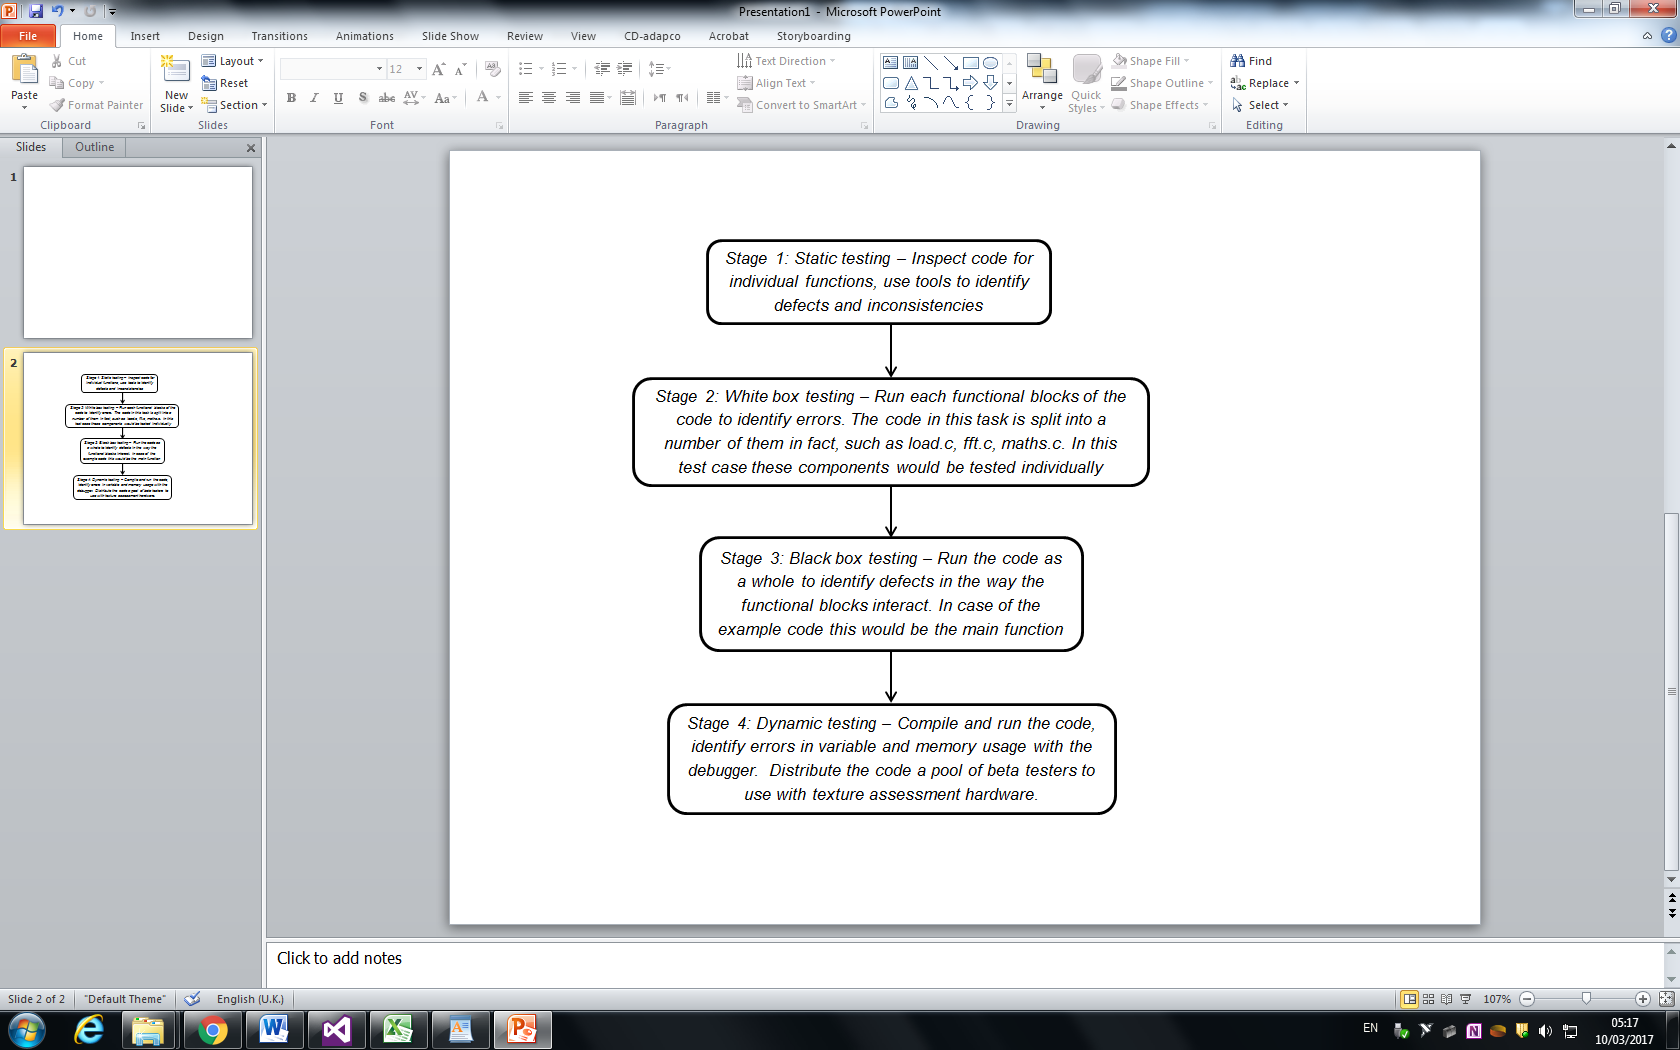 Presentation1 - Microsoft PowerPoint
File Home Insert Design Transitions Animations Slide Show Review View CD-adapco Acrobat Storyboarding
Paste
Cut
Copy
Format Painter
Clipboard
New
Slide
Layout
Reset
Section
Slides
12
Font
Paragraph
Text Direction
Align Text
Convert to SmartArt
Arrange
Quick
Styles
Shape Fill
Shape Outline
Shape Effects
Drawing
Find
Replace
Select
Editing
Slides Outline
1
2
Stage 1: Static testing – Inspect code for
individual functions, use tools to identify
defects and inconsistencies
Stage 2: White box testing – Run each functional blocks of the
code to identify errors. The code in this task is split into a
number of them in fact, such as load.c, fft.c, maths.c. In this
test case these components would be tested individually
Stage 3: Black box testing – Run the code as
a whole to identify defects in the way the
functional blocks interact. In case of the
example code this would be the main function
Stage 4: Dynamic testing – Compile and run the code,
identify errors in variable and memory usage with the
debugger. Distribute the code a pool of beta testers to
use with texture assessment hardware.
Click to add notes
Slide 2 of 2 "Default Theme" English (U.K.) 107%
EN
05:17
10/03/2017